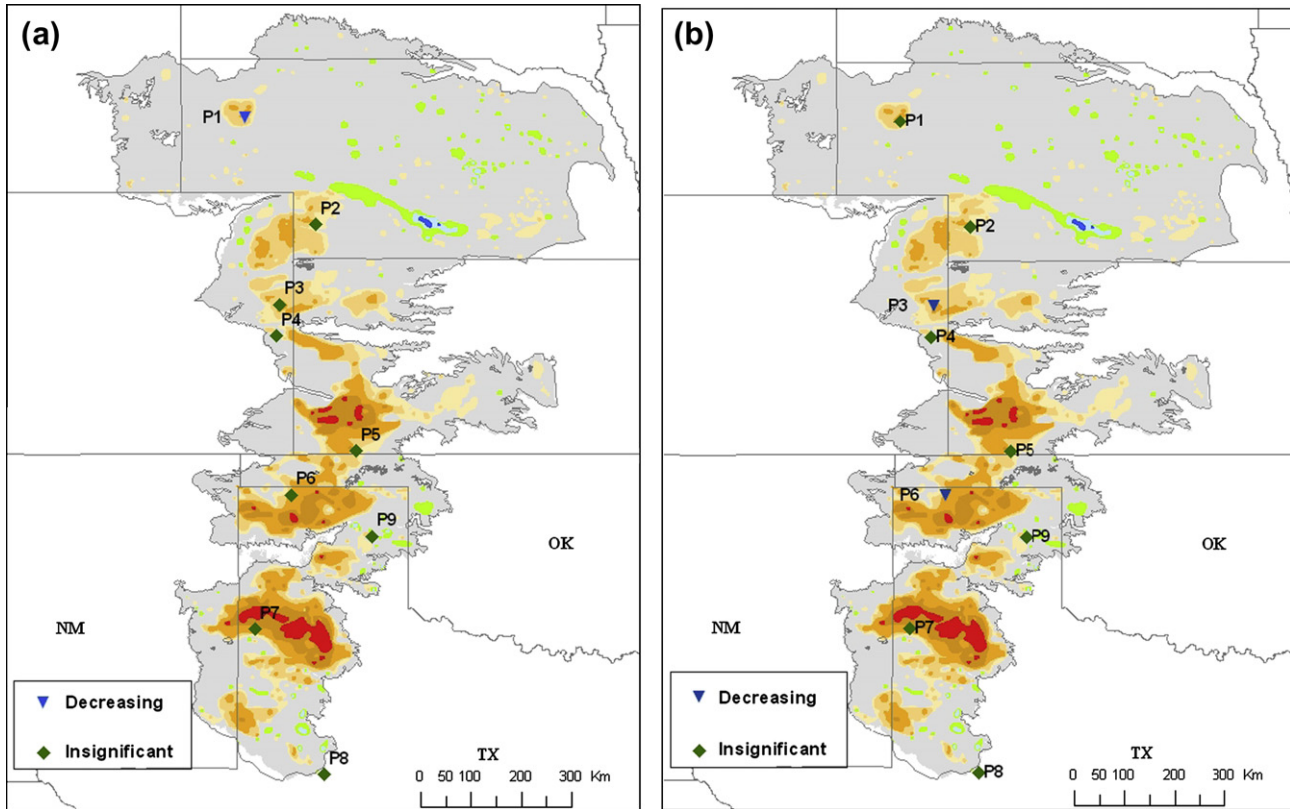 (a)
P1
P2
P3
P4
P5
P6
P9
OK
P7
NM
Decreasing
Insignificant
P8
TX
0 50 100 200 300 Km
(b)
P1
P2
P3
P4
P5
P6
P9
OK
P7
NM
Decreasing
Insignificant
TX
P8
0 50 100 200 300 Km